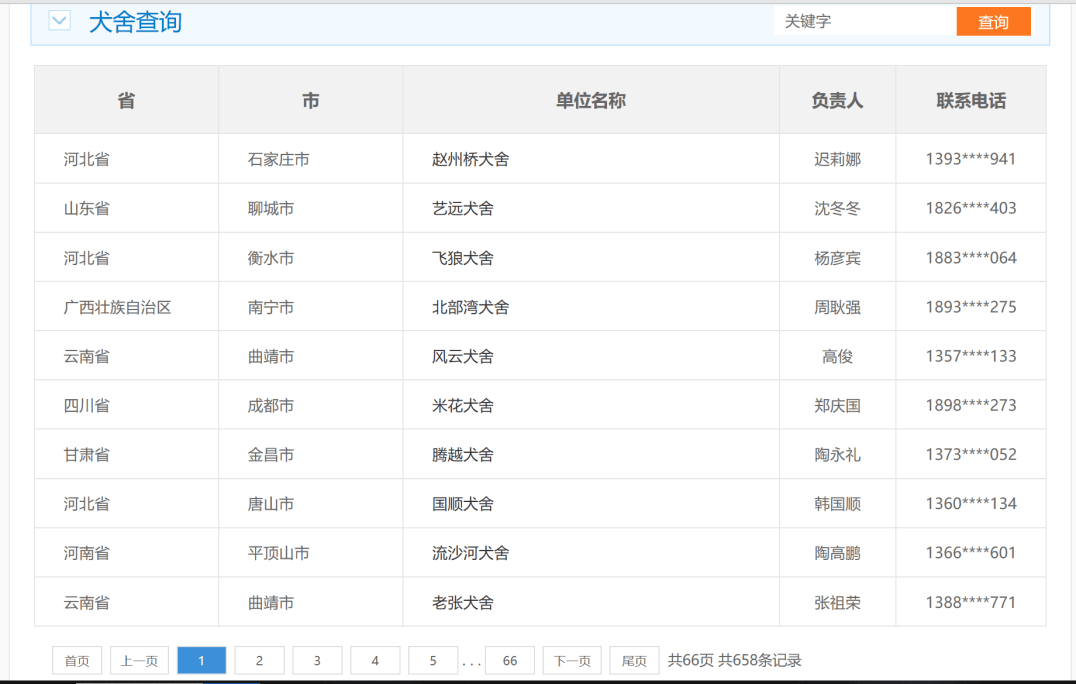 犬舍查询 关键字 查询
省 市 单位名称 负责人 联系电话
河北省 石家庄市 赵州桥犬舍 迟莉娜 1393****941
山东省 聊城市 艺远犬舍 沈冬冬 1826****403
河北省 衡水市 飞狼犬舍 杨彦宾 1883****064
广西壮族自治区 南宁市 北部湾犬舍 周耿强 1893****275
云南省 曲靖市 风云犬舍 高俊 1357****133
四川省 成都市 米花犬舍 郑庆国 1898****273
甘肃省 金昌市 腾越犬舍 陶永礼 1373****052
河北省 唐山市 国顺犬舍 韩国顺 1360****134
河南省 平顶山市 流沙河犬舍 陶高鹏 1366****601
云南省 曲靖市 老张犬舍 张祖荣 1388****771
首页 上一页 1 2 3 4 5 ... 66 下一页 尾页 共66页 共658条记录